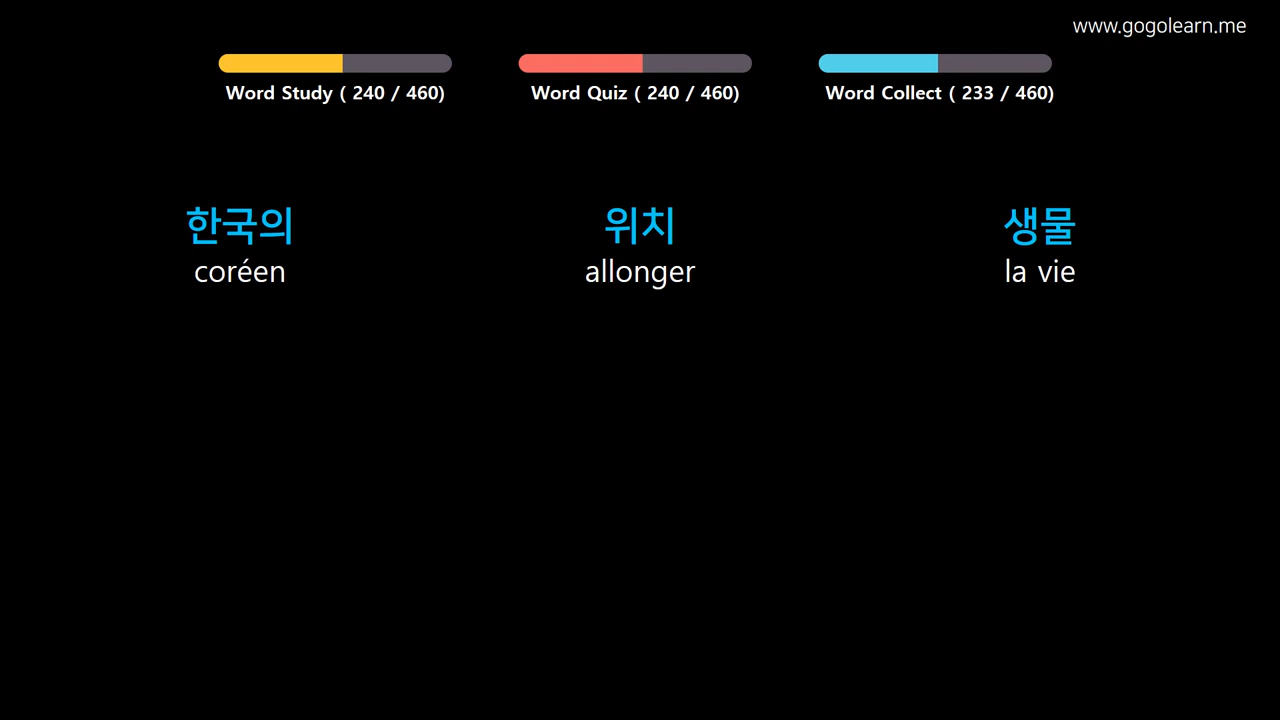 www.gogolearn.me
Word Study ( 240 / 460)
Word Quiz ( 240 / 460)
Word Collect ( 233 / 460)
한국의
coréen
위치
allonger
생물
la vie